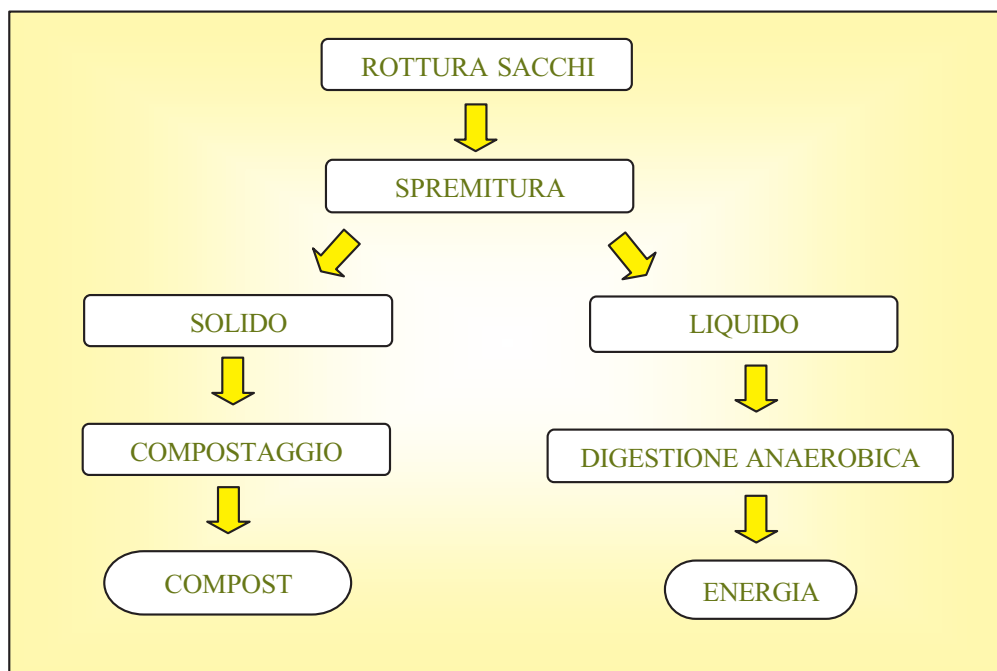 ROTTURA SACCHI
SPREMITURA
SOLIDO
LIQUIDO
COMPOSTAGGIO
DIGESTIONE ANAEROBICA
COMPOST
ENERGIA